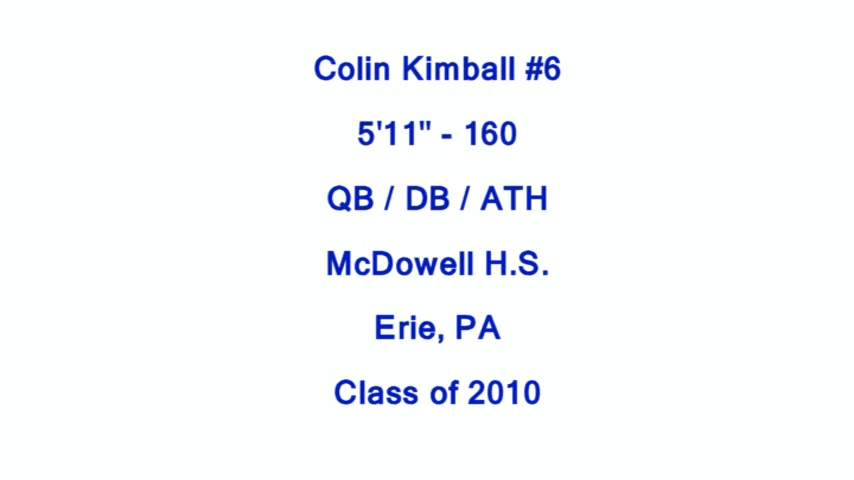 Colin Kimball #6
5'11" - 160
QB / DB / ATH
McDowell H.S.
Erie, PA
Class of 2010